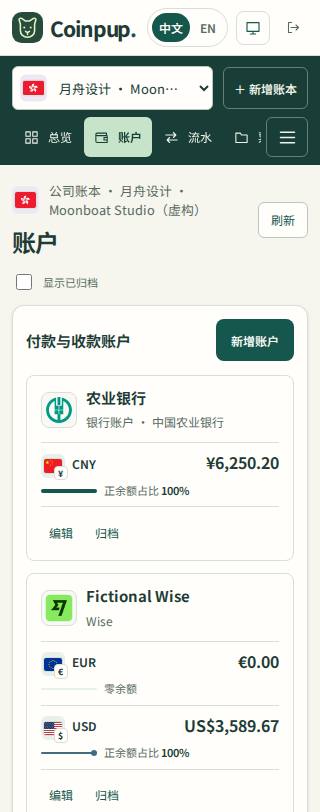 Coinpup.
中文
EN
月舟设计 • Moon···
+ 新增账本
总览
账户
流水
公司账本 • 月舟设计 •
Moonboat Studio（虚构）
刷新
账户
显示已归档
付款与收款账户
新增账户
农业银行
银行账户 • 中国农业银行
¥
CNY
¥6,250.20
正余额占比 100%
编辑
归档
Fictional Wise
Wise
€
EUR
€0.00
零余额
$
USD
US$3,589.67
正余额占比 100%
编辑
归档